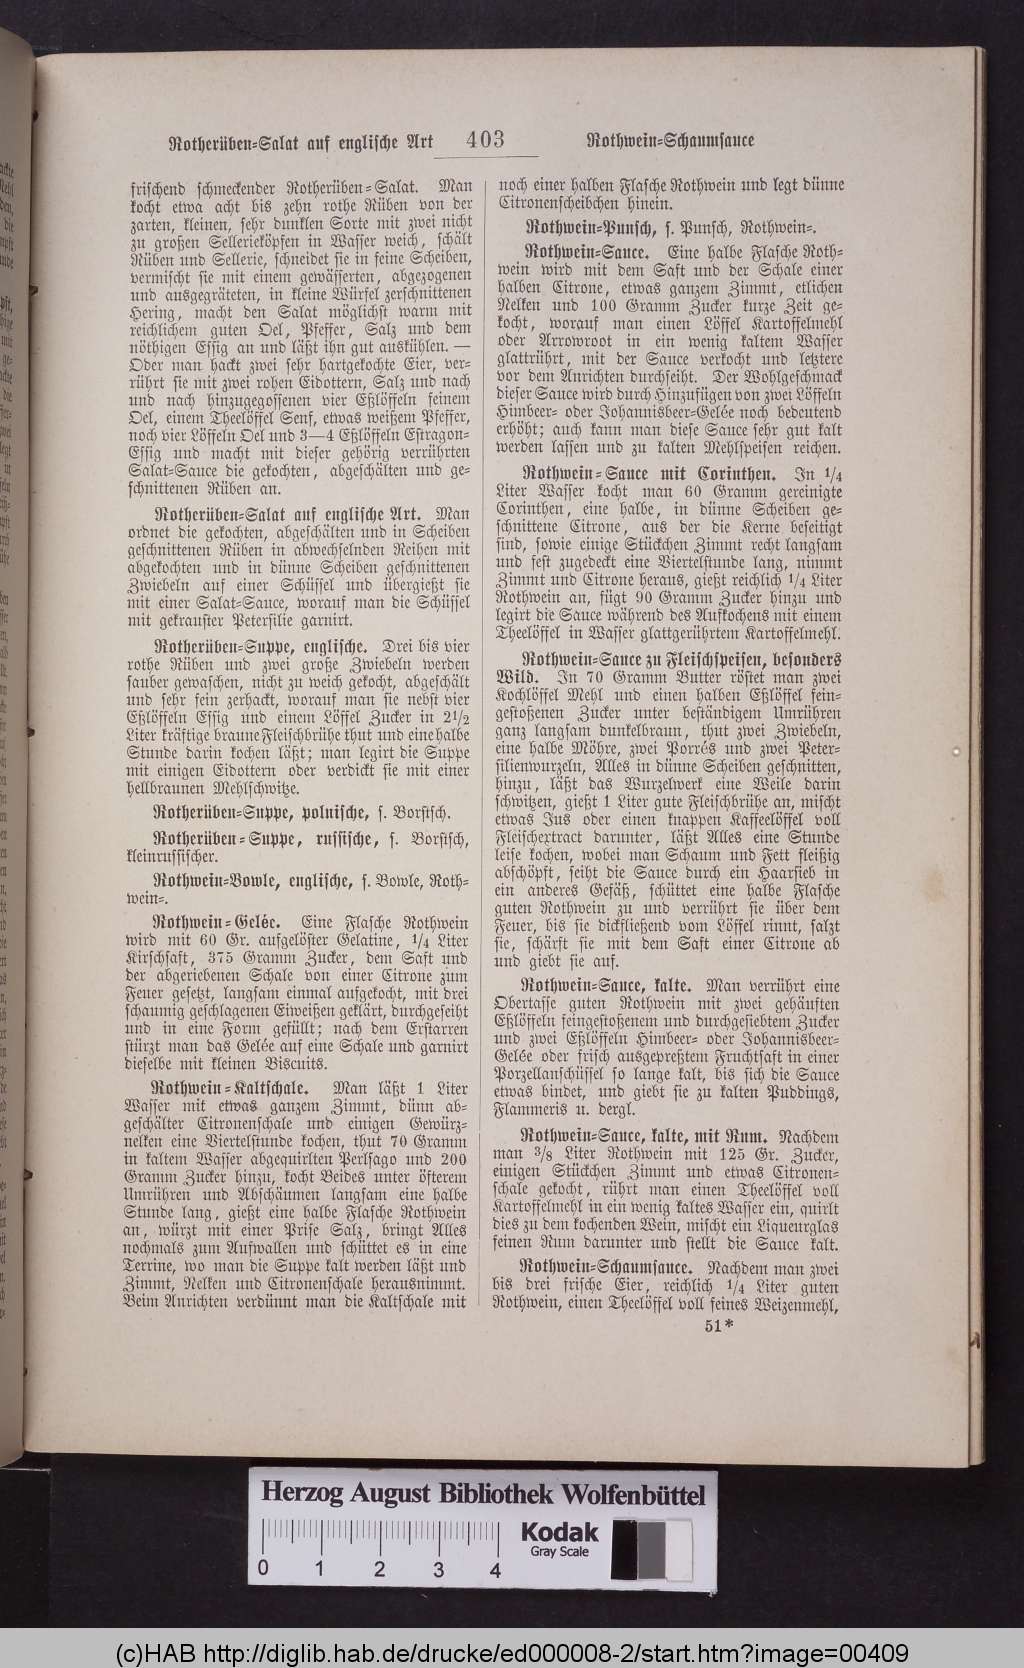 Rotherüben-Salat auf englische Art 403 Rothwein-Schaumsauce
frischend schmeckender Rotherüben-Salat. Man
kocht etwa acht bis zehn rothe Rüben von der
zarten, kleinen, sehr dunklen Sorte mit zwei nicht
zu großen Sellerieköpfen in Wasser weich, schält
Rüben und Sellerie, schneidet sie in feine Scheiben,
vermischt sie mit einem gewässerten, abgezogenen
und ausgegräteten, in kleine Würfel zerschnittenen
Hering, macht den Salat möglichst warm mit
reichlichem guten Oel, Pfeffer, Salz und dem
nöthigen Essig an und läßt ihn gut auskühlen. —
Oder man hackt zwei sehr hartgekochte Eier, ver-
rührt sie mit zwei rohen Eidottern, Salz und nach
und nach hinzugegossenen vier Eßlöffeln feinem
Oel, einem Theelöffel Senf, etwas weißem Pfeffer,
noch vier Löffeln Oel und 3—4 Eßlöffeln Estragon-
Essig und macht mit dieser gehörig verrührten
Salat-Sauce die gekochten, abgeschälten und ge-
schnittenen Rüben an.
Rotherüben-Salat auf englische Art. Man
ordnet die gekochten, abgeschälten und in Scheiben
geschnittenen Rüben in abwechselnden Reihen mit
abgekochten und in dünne Scheiben geschnittenen
Zwiebeln auf einer Schüssel und übergießt sie
mit einer Salat-Sauce, worauf man die Schüssel
mit gekrauster Petersilie garnirt.
Rotherüben-Suppe, englische. Drei bis vier
rothe Rüben und zwei große Zwiebeln werden
sauber gewaschen, nicht zu weich gekocht, abgeschält
und sehr fein zerhackt, worauf man sie nebst vier
Eßlöffeln Essig und einem Löffel Zucker in 2 1/2
Liter kräftige braune Fleischbrühe thut und eine halbe
Stunde darin kochen läßt; man legirt die Suppe
mit einigen Eidottern oder verdickt sie mit einer
hellbraunen Mehlschwitze.
Rotherüben-Suppe, polnische, s. Borstsch.
Rotherüben-Suppe, russische, s. Borstsch,
kleinrussischer.
Rothwein-Bowle, englische, s. Bowle, Roth-
wein-.
Rothwein-Gelée. Eine Flasche Rothwein
wird mit 60 Gr. aufgelöster Gelatine, 1/4 Liter
Kirschsaft, 375 Gramm Zucker, dem Saft und
der abgeriebenen Schale von einer Citrone zum
Feuer gesetzt, langsam einmal aufgekocht, mit drei
schaumig geschlagenen Eiweißen geklärt, durchgeseiht
und in eine Form gefüllt; nach dem Erstarren
stürzt man das Gelée auf eine Schale und garnirt
dieselbe mit kleinen Biscuits.
Rothwein-Kaltschale. Man läßt 1 Liter
Wasser mit etwas ganzem Zimmt, dünn ab-
geschälter Citronenschale und einigen Gewürz-
nelken eine Viertelstunde kochen, thut 70 Gramm
in kaltem Wasser abgequirlten Perlsago und 200
Gramm Zucker hinzu, kocht Beides unter öfterem
Umrühren und Abschäumen langsam eine halbe
Stunde lang, gießt eine halbe Flasche Rothwein
an, würzt mit einer Prise Salz, bringt Alles
nochmals zum Aufwallen und schüttet es in eine
Terrine, wo man die Suppe kalt werden läßt und
Zimmt, Nelken und Citronenschale herausnimmt.
Beim Anrichten verdünnt man die Kaltschale mit
noch einer halben Flasche Rothwein und legt dünne
Citronenscheibchen hinein.
Rothwein-Punsch, s. Punsch, Rothwein-.
Rothwein-Sauce. Eine halbe Flasche Roth-
wein wird mit dem Saft und der Schale einer
halben Citrone, etwas ganzem Zimmt, etlichen
Nelken und 100 Gramm Zucker kurze Zeit ge-
kocht, worauf man einen Löffel Kartoffelmehl
oder Arrowroot in ein wenig kaltem Wasser
glattrührt, mit der Sauce verkocht und letztere
vor dem Anrichten durchseiht. Der Wohlgeschmack
dieser Sauce wird durch Hinzufügen von zwei Löffeln
Himbeer- oder Johannisbeer-Gelée noch bedeutend
erhöht; auch kann man diese Sauce sehr gut kalt
werden lassen und zu kalten Mehlspeisen reichen.
Rothwein-Sauce mit Corinthen. In 1/4
Liter Wasser kocht man 60 Gramm gereinigte
Corinthen, eine halbe, in dünne Scheiben ge-
schnittene Citrone, aus der die Kerne beseitigt
sind, sowie einige Stückchen Zimmt recht langsam
und fest zugedeckt eine Viertelstunde lang, nimmt
Zimmt und Citrone heraus, gießt reichlich 1/4 Liter
Rothwein an, fügt 90 Gramm Zucker hinzu und
legirt die Sauce während des Aufkochens mit einem
Theelöffel in Wasser glattgerührtem Kartoffelmehl.
Rothwein-Sauce zu Fleischspeisen, besonders
Wild. In 70 Gramm Butter röstet man zwei
Kochlöffel Mehl und einen halben Eßlöffel fein-
gestoßenen Zucker unter beständigem Umrühren
ganz langsam dunkelbraun, thut zwei Zwiebeln,
eine halbe Möhre, zwei Porrés und zwei Peter-
silienwurzeln, Alles in dünne Scheiben geschnitten,
hinzu, läßt das Wurzelwerk eine Weile darin
schwitzen, gießt 1 Liter gute Fleischbrühe an, mischt
etwas Jus oder einen knappen Kaffeelöffel voll
Fleischextract darunter, läßt Alles eine Stunde
leise kochen, wobei man Schaum und Fett fleißig
abschöpft, seiht die Sauce durch ein Haarsieb in
ein anderes Gefäß, schüttet eine halbe Flasche
guten Rothwein zu und verrührt sie über dem
Feuer, bis sie dickfließend vom Löffel rinnt, salzt
sie, schärft sie mit dem Saft einer Citrone ab
und giebt sie auf.
Rothwein-Sauce, kalte. Man verrührt eine
Obertasse guten Rothwein mit zwei gehäuften
Eßlöffeln feingestoßenem und durchgesiebtem Zucker
und zwei Eßlöffeln Himbeer- oder Johannisbeer-
Gelée oder frisch ausgepreßtem Fruchtsaft in einer
Porzellanschüssel so lange kalt, bis sich die Sauce
etwas bindet, und giebt sie zu kalten Puddings,
Flammeris u. dergl.
Rothwein-Sauce, kalte, mit Rum. Nachdem
man 3/8 Liter Rothwein mit 125 Gr. Zucker,
einigen Stückchen Zimmt und etwas Citronen-
schale gekocht, rührt man einen Theelöffel voll
Kartoffelmehl in ein wenig kaltes Wasser ein, quirlt
dies zu dem kochenden Wein, mischt ein Liqueurglas
feinen Rum darunter und stellt die Sauce kalt.
Rothwein-Schaumsauce. Nachdem man zwei
bis drei frische Eier, reichlich 1/4 Liter guten
Rothwein, einen Theelöffel voll feines Weizenmehl,
51*
Herzog August Bibliothek Wolfenbüttel
0 1 2 3 4
Kodak
Gray Scale
(c)HAB http://diglib.hab.de/drucke/ed000008-2/start.htm?image=00409